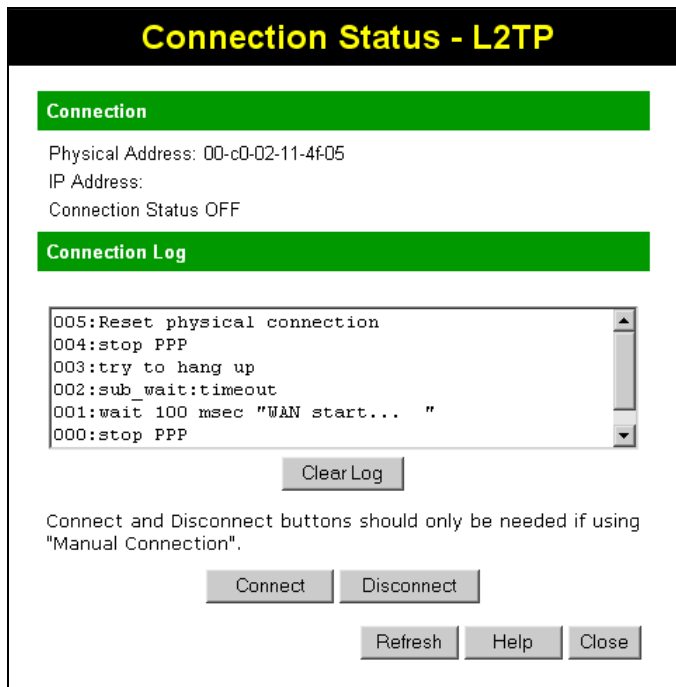 Connection Status - L2TP
Connection
Physical Address: 00-c0-02-11-4f-05
IP Address:
Connection Status OFF
Connection Log
005:Reset physical connection
004:stop PPP
003:try to hang up
002:sub_wait:timeout
001:wait 100 msec "WAN start...  "
000:stop PPP
Clear Log
Connect and Disconnect buttons should only be needed if using
"Manual Connection".
Connect Disconnect
Refresh Help Close